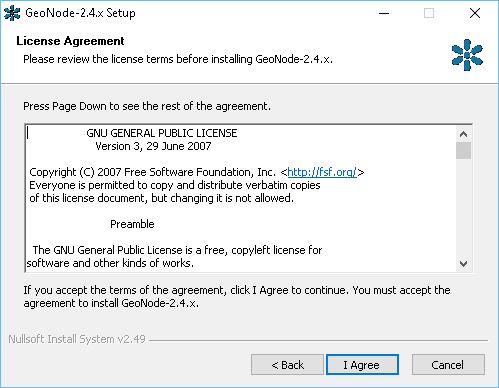 GeoNode-2.4.x Setup
License Agreement
Please review the license terms before installing GeoNode-2.4.x.
Press Page Down to see the rest of the agreement.
GNU GENERAL PUBLIC LICENSE
Version 3, 29 June 2007
Copyright (C) 2007 Free Software Foundation, Inc. <http://fsf.org/>
Everyone is permitted to copy and distribute verbatim copies
of this license document, but changing it is not allowed.
Preamble
The GNU General Public License is a free, copyleft license for
software and other kinds of works.
If you accept the terms of the agreement, click I Agree to continue. You must accept the
agreement to install GeoNode-2.4.x.
Nullsoft Install System v2.49
< Back
I Agree
Cancel